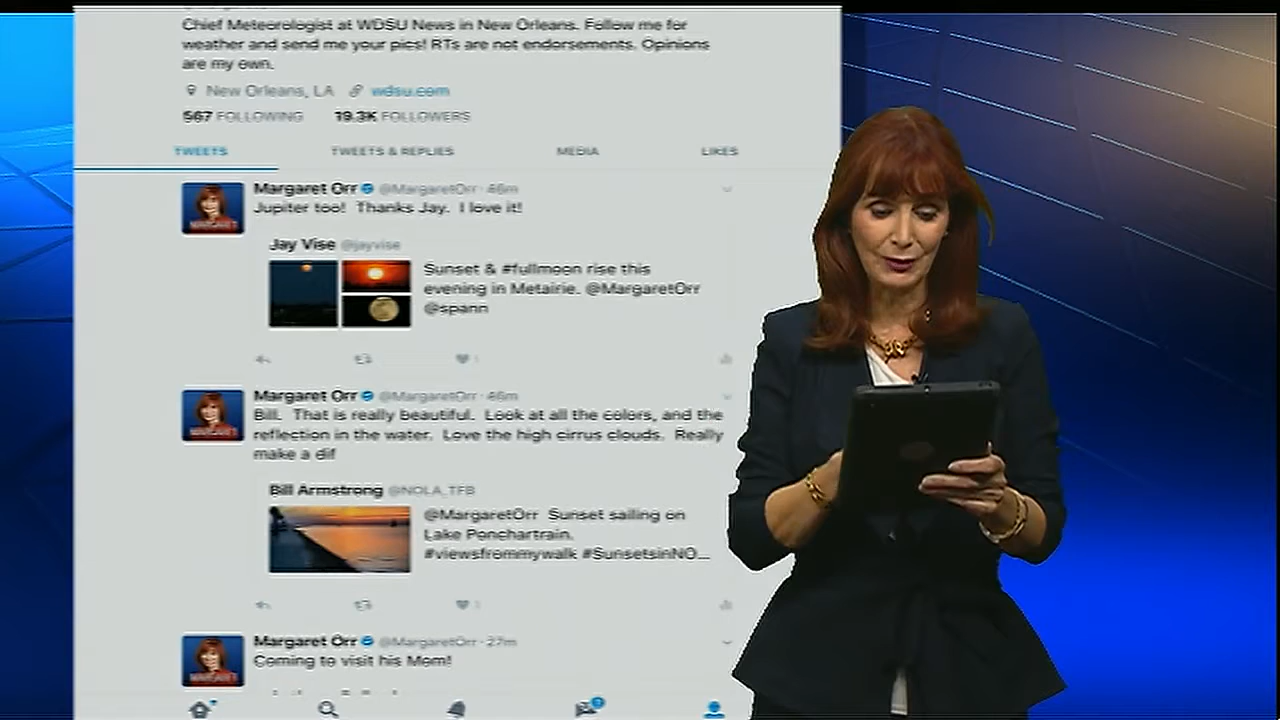 Chief Meteorologist at WDSU News in New Orleans. Follow me for
weather and send me your pics! RTs are not endorsements. Opinions
are my own.
New Orleans, LA wdsu.com
567 FOLLOWING 19.3K FOLLOWERS
TWEETS TWEETS & REPLIES MEDIA LIKES
Margaret Orr @MargaretOrr · 46m
Jupiter too! Thanks Jay. I love it!
Jay Vise @jayvise
Sunset & #fullmoon rise this
evening in Metairie. @MargaretOrr
@spann
1
Margaret Orr @MargaretOrr · 46m
Bill. That is really beautiful. Look at all the colors, and the
reflection in the water. Love the high cirrus clouds. Really
make a dif
Bill Armstrong @NOLA_TFB
@MargaretOrr Sunset sailing on
Lake Ponchartrain.
#viewsfrommywalk #SunsetsinNO...
Margaret Orr @MargaretOrr · 27m
Coming to visit his Mom!